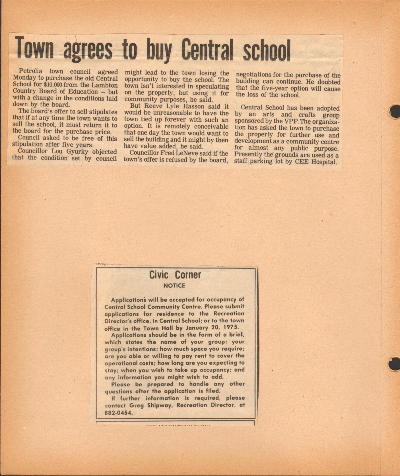 Town agrees to buy Central school
Petrolia town council agreed
Monday to purchase the old Central
School for $10,000 from the Lambton
Country Board of Education — but
with a change in the conditions laid
down by the board.
The board's offer to sell stipulates
that if at any time the town wants to
sell the school, it must return it to
the board for the purchase price.
Council asked to be free of this
stipulation after five years.
Councillor Lou Gyurky objected
that the condition set by council
might lead to the town losing the
opportunity to buy the school. The
town isn't interested in speculating
on the property, but using it for
community purposes, he said.
But Reeve Lyle Hasson said it
would be unreasonable to have the
town tied up forever with such an
option. It is remotely conceivable
that one day the town would want to
sell the building and it might by then
have value added, he said.
Councillor Fred LeNeve said if the
town's offer is refused by the board,
negotiations for the purchase of the
building can continue. He doubted
that the five-year option will cause
the loss of the school.
Central School has been adopted
by an arts and crafts group
sponsored by the VPP. The organiza-
tion has asked the town to purchase
the property for further use and
development as a community centre
for almost any public purpose.
Presently the grounds are used as a
staff parking lot by CEE Hospital.
Civic Corner
NOTICE
Applications will be accepted for occupancy of
Central School Community Centre. Please submit
applications for residence to the Recreation
Director's office, in Central School; or to the town
office in the Town Hall by January 20, 1975.
Applications should be in the form of a brief,
which states the name of your group; your
group's intentions; how much space you require;
are you able or willing to pay rent to cover the
operational costs; how long are you expecting to
stay; when you wish to take up occupancy; and
any information you might wish to add.
Please be prepared to handle any other
questions after the application is filed.
If further information is required, please
contact Greg Shipway, Recreation Director, at
882-0454.